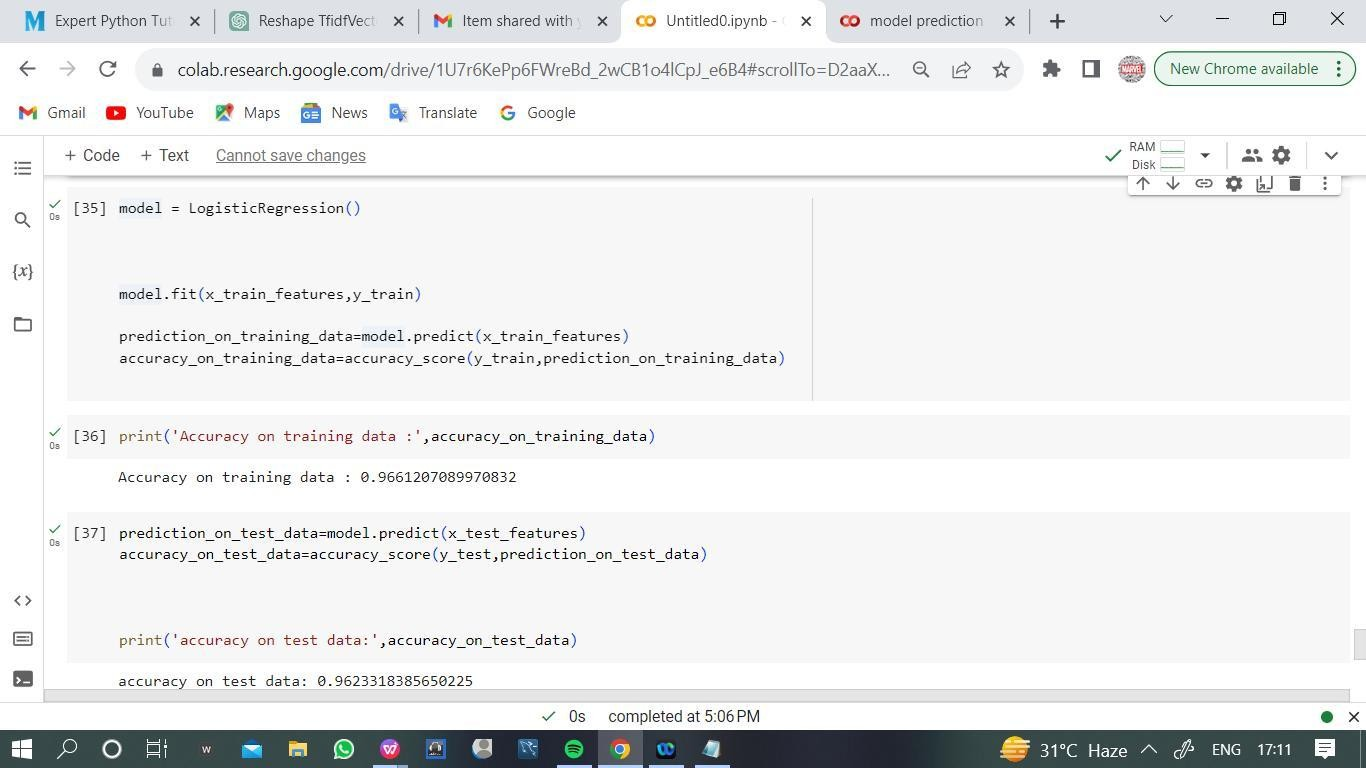 Expert Python Tut
Reshape TfidfVect
Item shared with y
Untitled0.ipynb -
model prediction
colab.research.google.com/drive/1U7r6KePp6FWreBd_2wCB1o4lCpJ_e6B4#scrollTo=D2aaX...
New Chrome available
Gmail
YouTube
Maps
News
Translate
Google
+ Code
+ Text
Cannot save changes
RAM
Disk
[35] model = LogisticRegression()
0s
model.fit(x_train_features,y_train)
prediction_on_training_data=model.predict(x_train_features)
accuracy_on_training_data=accuracy_score(y_train,prediction_on_training_data)
[36] print('Accuracy on training data :',accuracy_on_training_data)
0s
Accuracy on training data : 0.9661207089970832
[37] prediction_on_test_data=model.predict(x_test_features)
0s
accuracy_on_test_data=accuracy_score(y_test,prediction_on_test_data)
print('accuracy on test data:',accuracy_on_test_data)
accuracy on test data: 0.9623318385650225
0s completed at 5:06 PM
31°C Haze
ENG
17:11